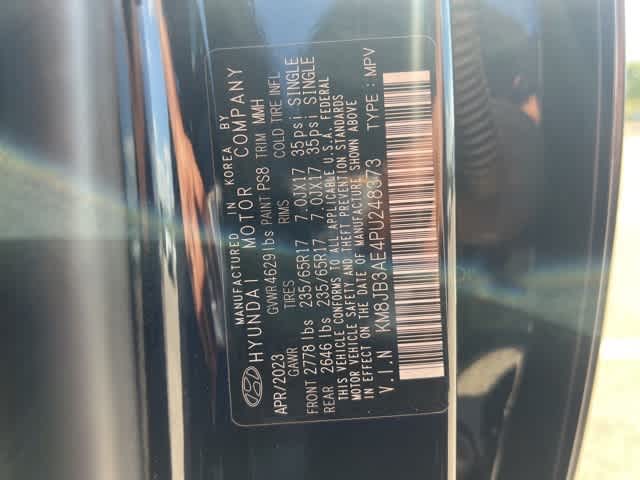 MANUFACTURED IN KOREA BY
HYUNDAI MOTOR COMPANY
APR/2023 GVWR 4629 lbs PAINT PS8 TRIM MMH
GAWR TIRES RIMS COLD TIRE INFL
FRONT 2778 lbs 235/65R17 7.0JX17 35psi SINGLE
REAR 2646 lbs 235/65R17 7.0JX17 35psi SINGLE
THIS VEHICLE CONFORMS TO ALL APPLICABLE U.S.A. FEDERAL
MOTOR VEHICLE SAFETY AND THEFT PREVENTION STANDARDS
IN EFFECT ON THE DATE OF MANUFACTURE SHOWN ABOVE
V.I.N KM8JB3AE4PU248373 TYPE : MPV